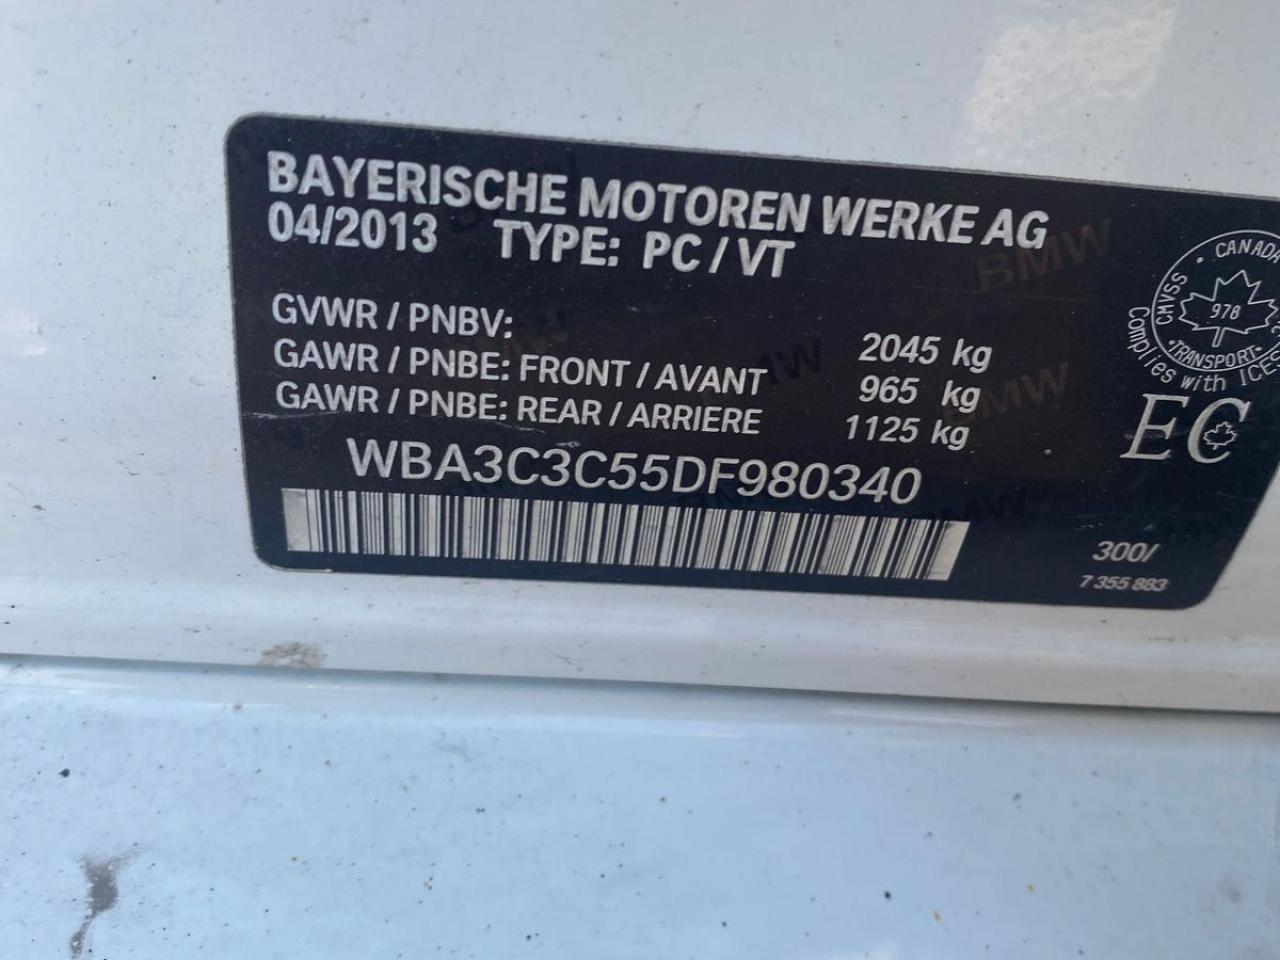 BAYERISCHE MOTOREN WERKE AG
04/2013 TYPE: PC / VT
GVWR / PNBV: 2045 kg
GAWR / PNBE: FRONT / AVANT 965 kg
GAWR / PNBE: REAR / ARRIERE 1125 kg
WBA3C3C55DF980340
CMVSS · CANADA
978
·TRANSPORT·
Complies with ICES
EC
300/
7 355 883
BMW